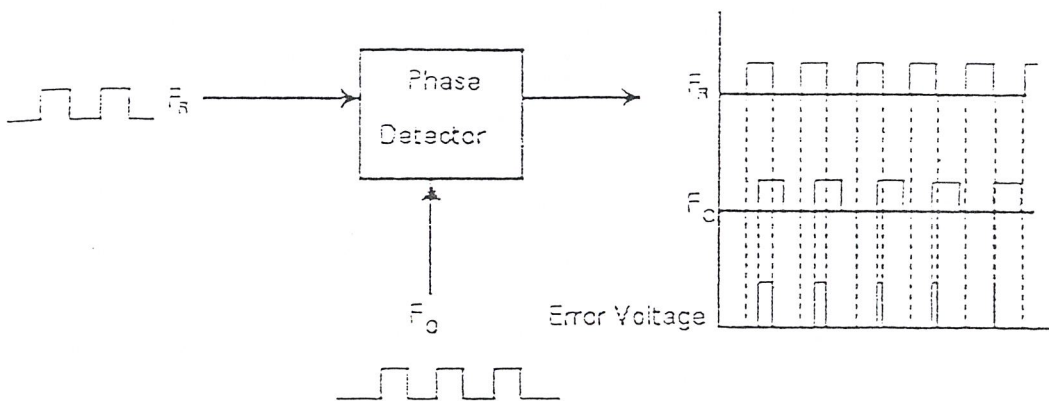 Phase
Detector
F_R
F_O
F_R
F_O
Error Voltage